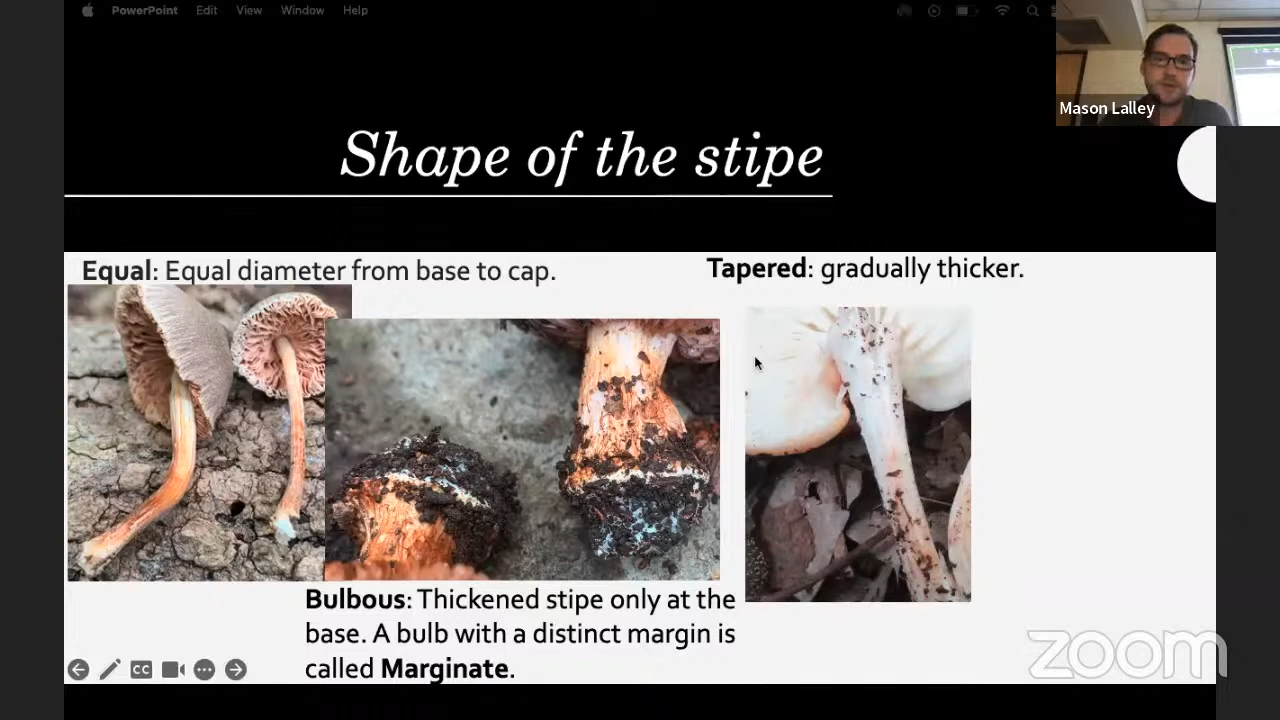 PowerPoint Edit View Window Help
Mason Lalley
Shape of the stipe
Equal: Equal diameter from base to cap.
Tapered: gradually thicker.
Bulbous: Thickened stipe only at the
base. A bulb with a distinct margin is
called Marginate.
CC
zoom